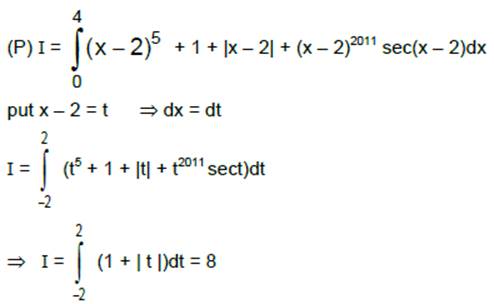 (P) I = ∫₀⁴ (x – 2)⁵ + 1 + |x – 2| + (x – 2)²⁰¹¹ sec(x – 2)dx
put x – 2 = t ⇒ dx = dt
I = ∫₋₂² (t⁵ + 1 + |t| + t²⁰¹¹ sect)dt
⇒ I = ∫₋₂² (1 + | t |)dt = 8